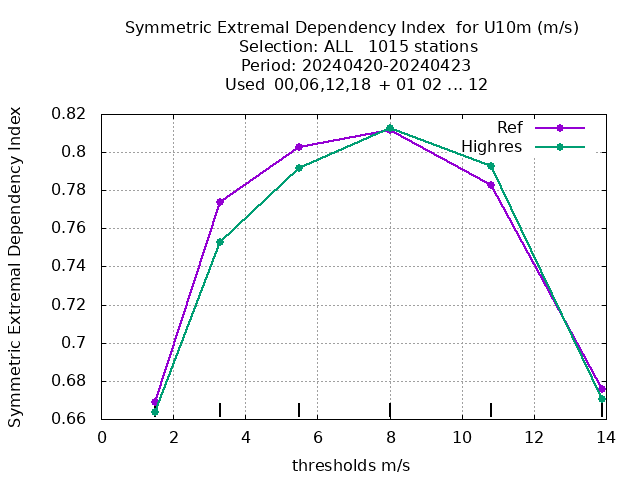 Symmetric Extremal Dependency Index  for U10m (m/s)
Selection: ALL   1015 stations
Period: 20240420-20240423
Used  00,06,12,18  + 01 02 ... 12
Symmetric Extremal Dependency Index
0.82
0.8
0.78
0.76
0.74
0.72
0.7
0.68
0.66
Ref
Highres
0 2 4 6 8 10 12 14
thresholds m/s